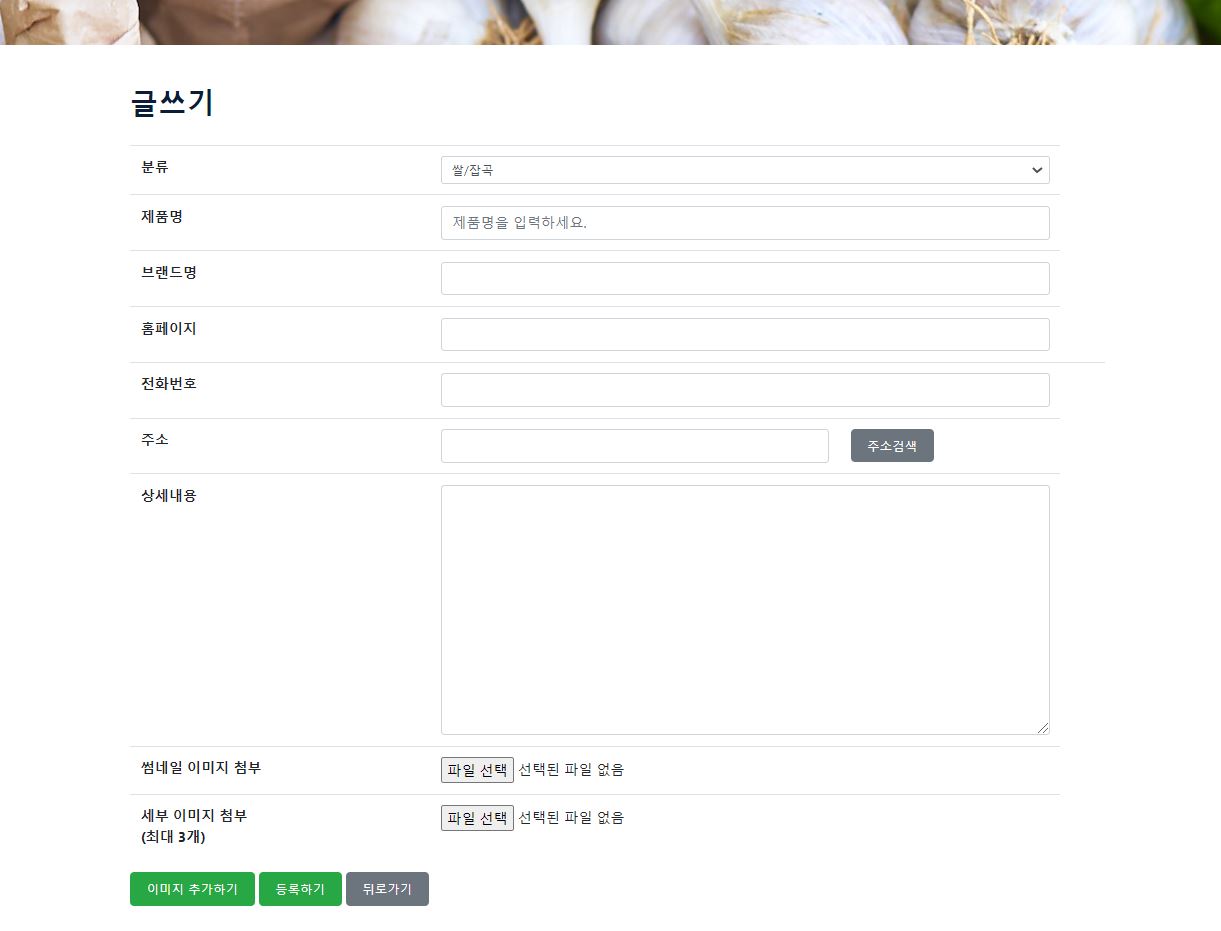 글쓰기
분류
쌀/잡곡
제품명
제품명을 입력하세요.
브랜드명
홈페이지
전화번호
주소
주소검색
상세내용
썸네일 이미지 첨부
파일 선택 선택된 파일 없음
세부 이미지 첨부
(최대 3개)
파일 선택 선택된 파일 없음
이미지 추가하기 등록하기 뒤로가기